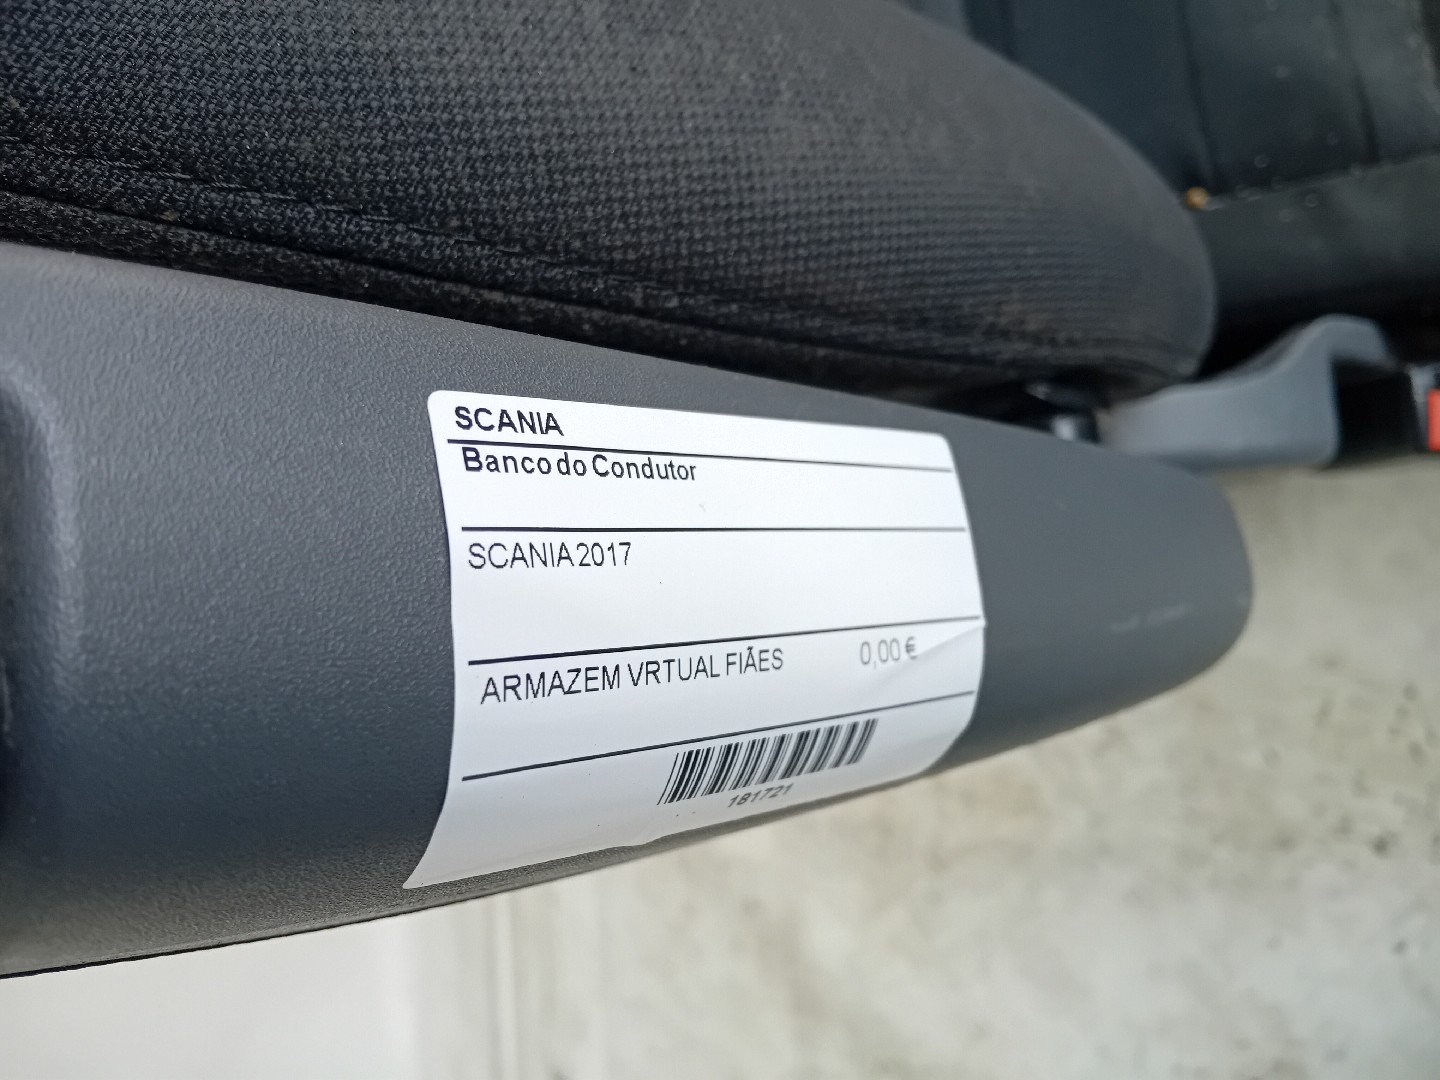 SCANIA
Banco do Condutor
SCANIA 2017
ARMAZEM VRTUAL FIÃES 0,00 €
181721